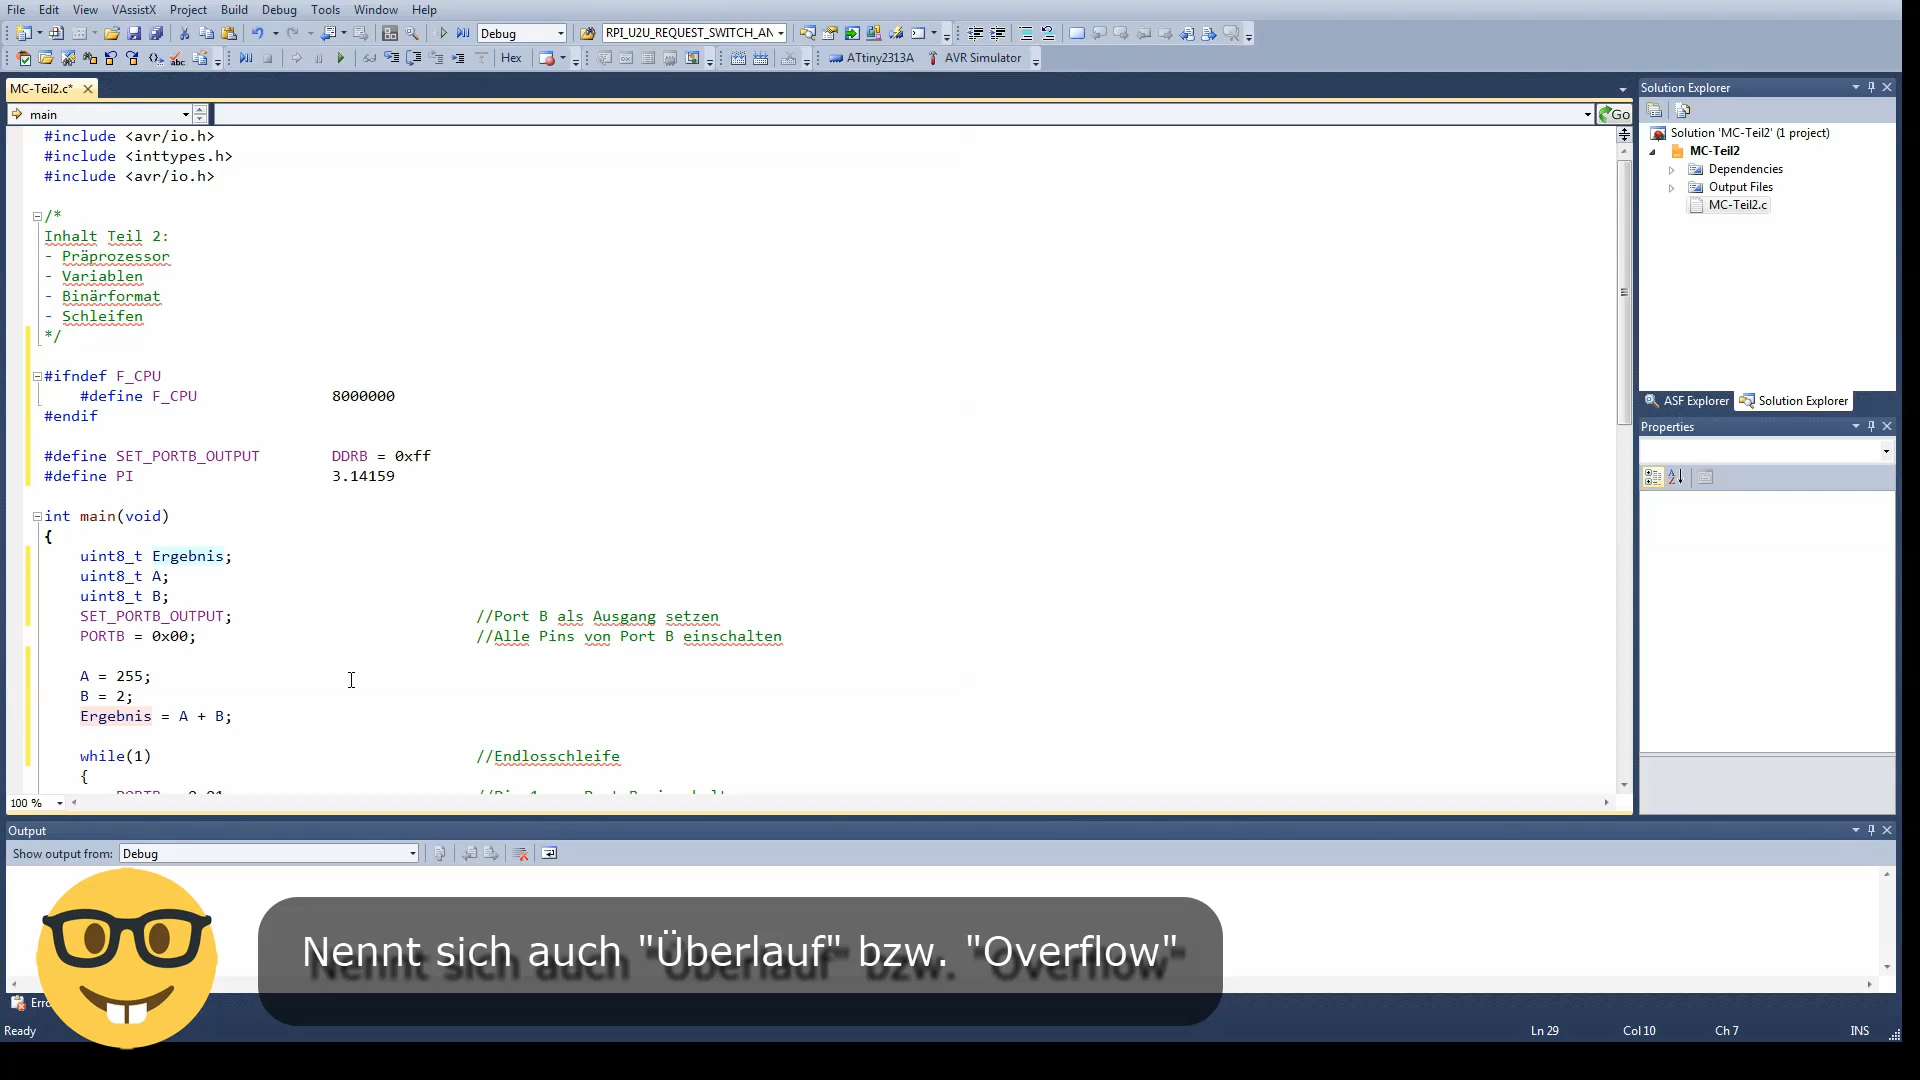 File Edit View VAssistX Project Build Debug Tools Window Help
Debug RPI_U2U_REQUEST_SWITCH_AN
Hex ATtiny2313A AVR Simulator
MC-Teil2.c*
main
Go
#include <avr/io.h>
#include <inttypes.h>
#include <avr/io.h>
/*
Inhalt Teil 2:
- Präprozessor
- Variablen
- Binärformat
- Schleifen
*/
#ifndef F_CPU
#define F_CPU 8000000
#endif
#define SET_PORTB_OUTPUT DDRB = 0xff
#define PI 3.14159
int main(void)
{
uint8_t Ergebnis;
uint8_t A;
uint8_t B;
SET_PORTB_OUTPUT; //Port B als Ausgang setzen
PORTB = 0x00; //Alle Pins von Port B einschalten
A = 255;
B = 2;
Ergebnis = A + B;
while(1) //Endlosschleife
{
100 %
Solution Explorer
Solution 'MC-Teil2' (1 project)
MC-Teil2
Dependencies
Output Files
MC-Teil2.c
ASF Explorer Solution Explorer
Properties
Output
Show output from: Debug
Nennt sich auch "Überlauf" bzw. "Overflow"
Ready Ln 29 Col 10 Ch 7 INS